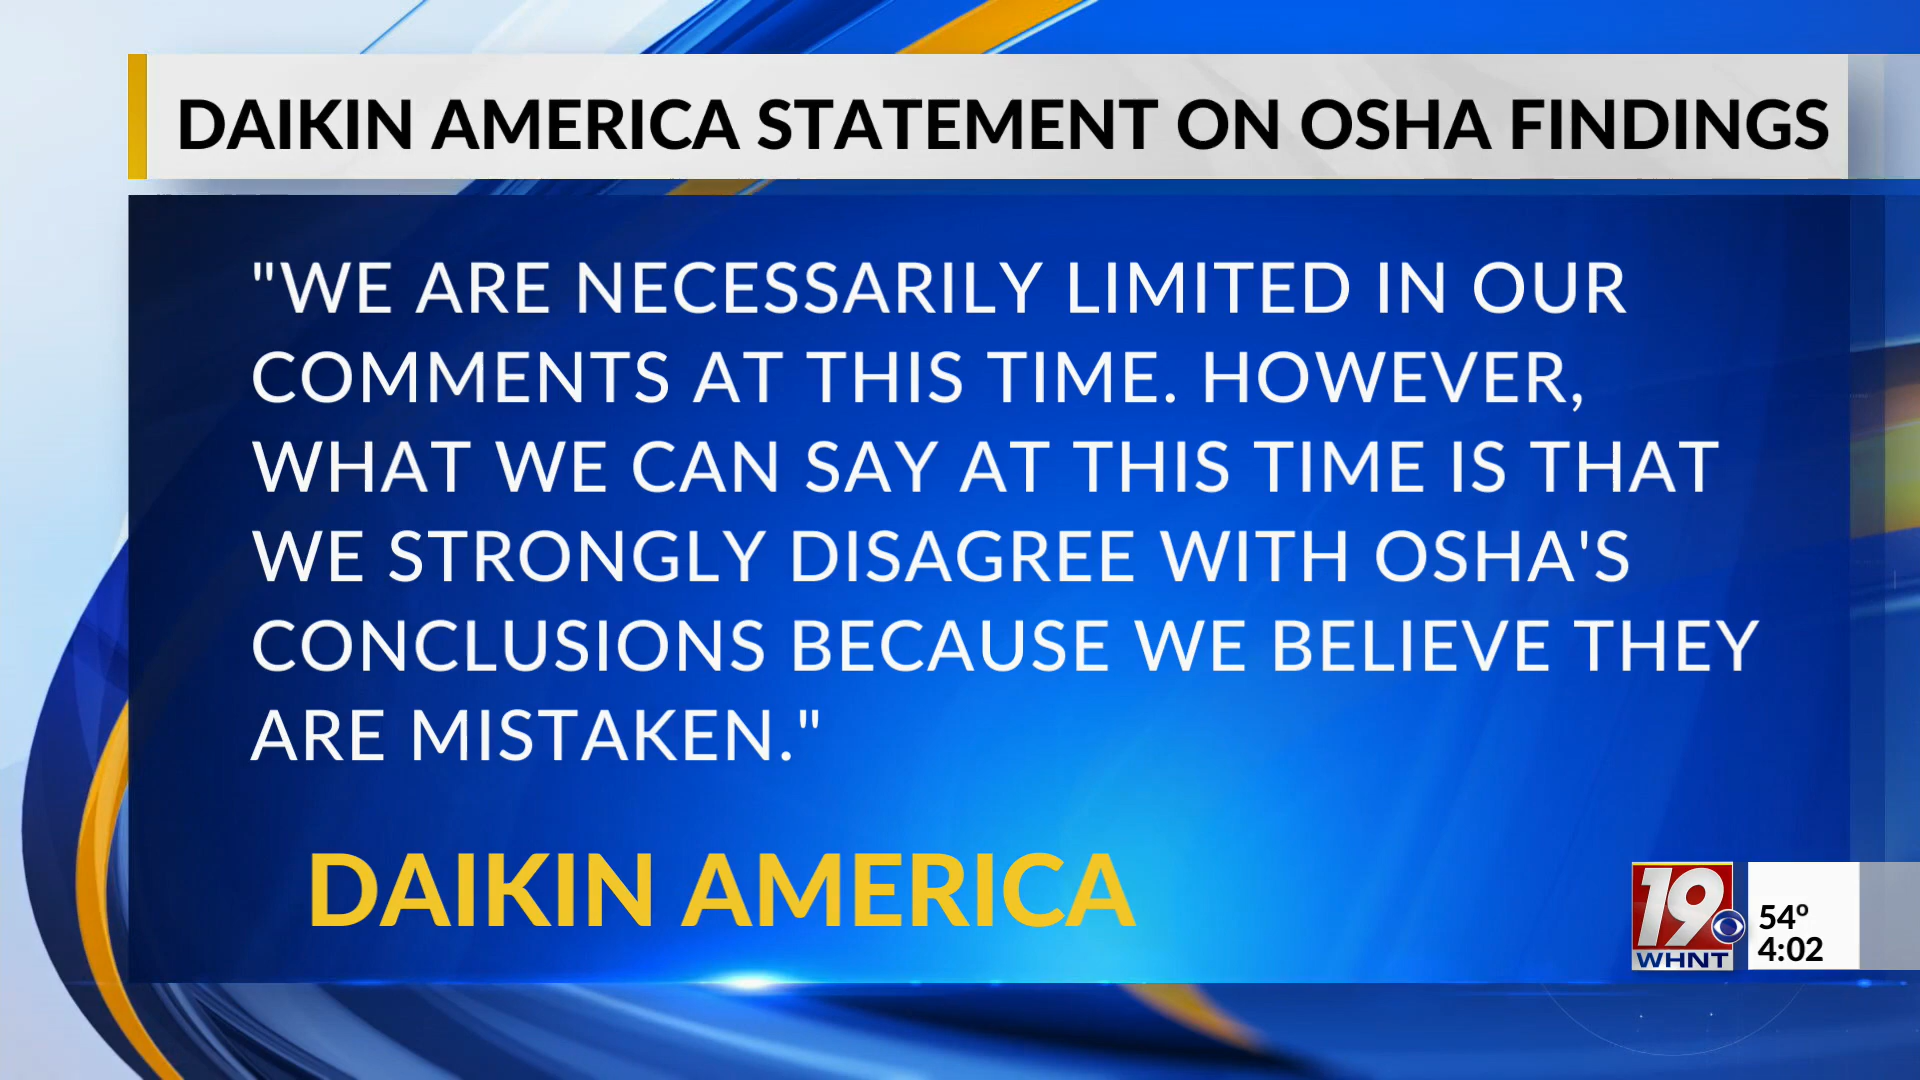 DAIKIN AMERICA STATEMENT ON OSHA FINDINGS
"WE ARE NECESSARILY LIMITED IN OUR
COMMENTS AT THIS TIME. HOWEVER,
WHAT WE CAN SAY AT THIS TIME IS THAT
WE STRONGLY DISAGREE WITH OSHA'S
CONCLUSIONS BECAUSE WE BELIEVE THEY
ARE MISTAKEN."
DAIKIN AMERICA
19
WHNT
54º
4:02